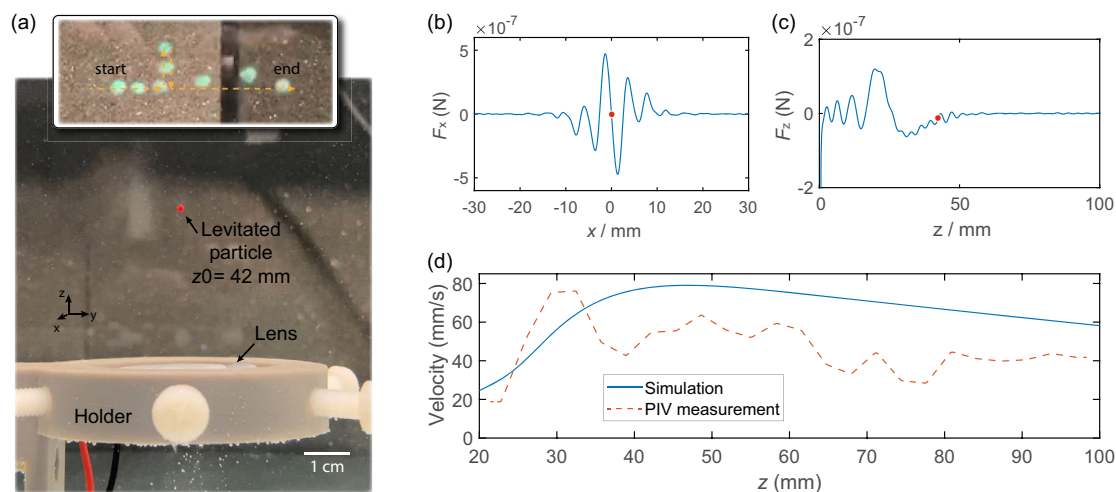 (a)
start
end
Levitated
particle
z0= 42 mm
z
x
y
Lens
Holder
1 cm
(b)
×10⁻⁷
5
0
-5
Fₓ (N)
-30 -20 -10 0 10 20 30
x / mm
(c)
×10⁻⁷
2
0
-2
F_z (N)
0 50 100
z / mm
(d)
80
60
40
20
0
Velocity (mm/s)
Simulation
PIV measurement
20 30 40 50 60 70 80 90 100
z (mm)